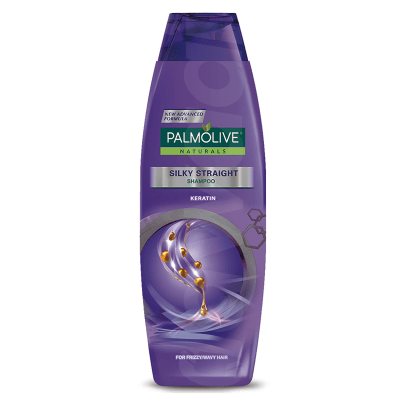 NEW ADVANCED
FORMULA
PALMOLIVE
NATURALS
SILKY STRAIGHT
SHAMPOO
KERATIN
FOR FRIZZY/WAVY HAIR